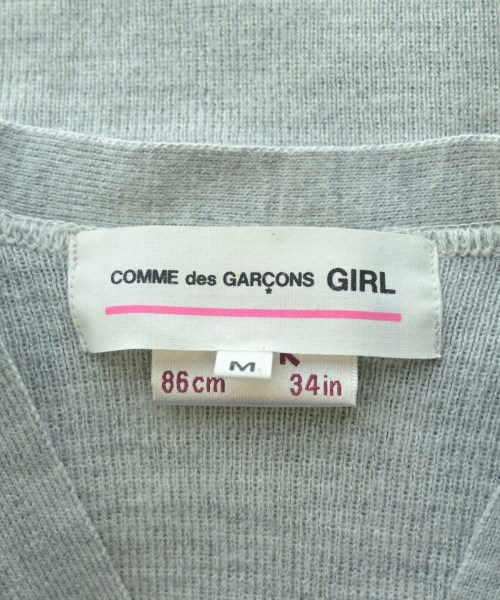 COMME des GARÇONS GIRL
M
86cm 34in